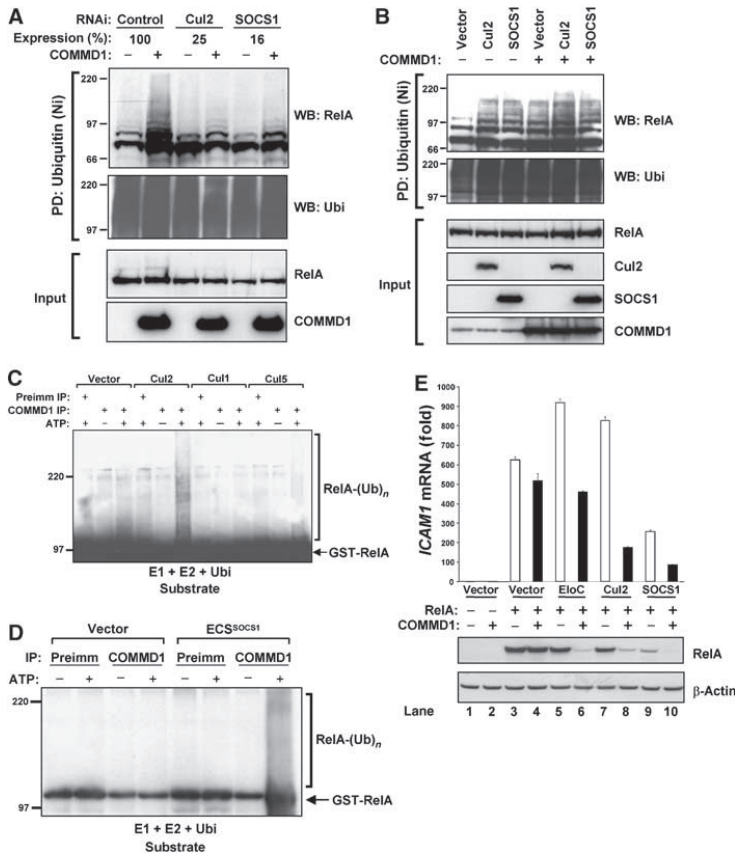 A
RNAi: Control Cul2 SOCS1
Expression (%): 100 25 16
COMMD1: – + – + – +
PD: Ubiquitin (Ni)
220
97
66
WB: RelA
220
97
WB: Ubi
Input
RelA
COMMD1
B
Vector Cul2 SOCS1 Vector Cul2 SOCS1
COMMD1: – – – + + +
PD: Ubiquitin (Ni)
220
97
66
WB: RelA
220
97
WB: Ubi
Input
RelA
Cul2
SOCS1
COMMD1
C
Vector Cul2 Cul1 Cul5
Preimm IP: + + + +
COMMD1 IP: + + + + + + + +
ATP: + – + + – + + – + + – +
220
97
RelA-(Ub)n
GST-RelA
E1 + E2 + Ubi
Substrate
D
Vector ECSSOCS1
IP: Preimm COMMD1 Preimm COMMD1
ATP: – + – + – + – +
220
97
RelA-(Ub)n
GST-RelA
E1 + E2 + Ubi
Substrate
E
ICAM1 mRNA (fold)
1000
900
800
700
600
500
400
300
200
100
0
Vector Vector EloC Cul2 SOCS1
RelA: – – + + + + + + + +
COMMD1: – + – + – + – + – +
RelA
β-Actin
Lane 1 2 3 4 5 6 7 8 9 10